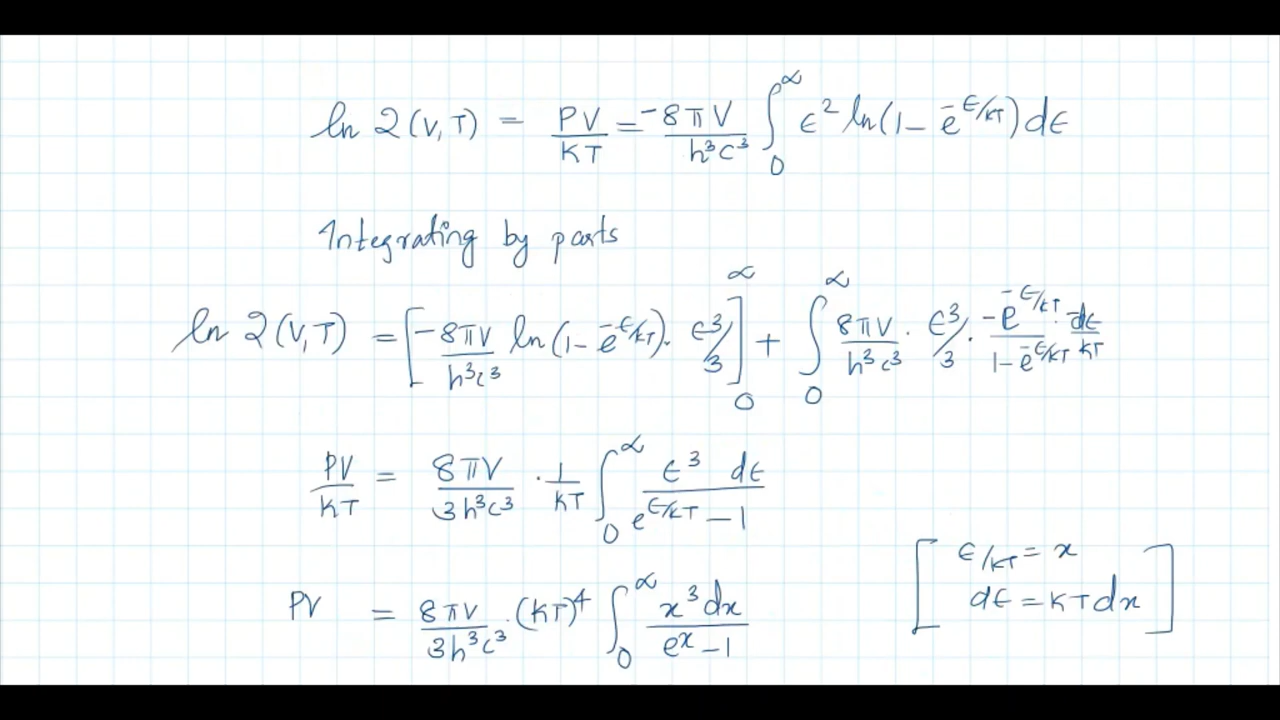 ln 2(V,T) = PV/KT = -8πV/h³c³ ∫₀^∝ ϵ² ln(1- e^-ϵ/KT) dϵ
Integrating by parts
ln 2(V,T) = [-8πV/h³c³ ln(1- e^-ϵ/KT). ϵ³/3]₀^∝ + ∫₀^∝ 8πV/h³c³ . ϵ³/3 . -e^-ϵ/KT/1-e^-ϵ/KT . dϵ/KT
PV/KT = 8πV/3h³c³ . 1/KT ∫₀^∝ ϵ³ dϵ/e^ϵ/KT -1
[ϵ/KT = x
dϵ = KT dx]
PV = 8πV/3h³c³ . (KT)⁴ ∫₀^∝ x³dx/e^x -1